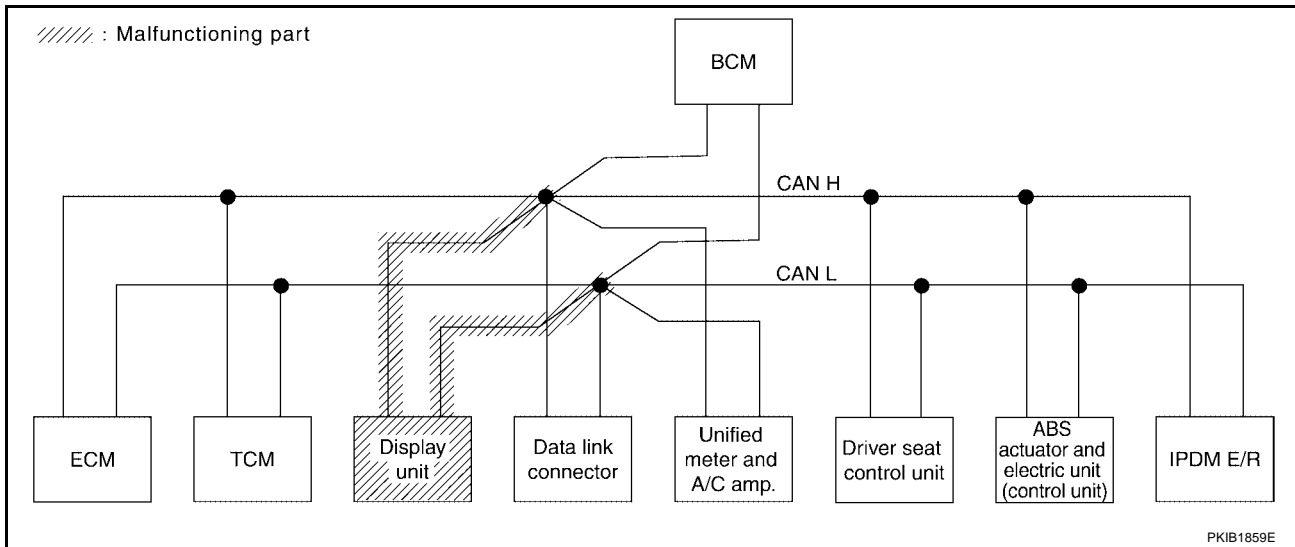 : Malfunctioning part
BCM
CAN H
CAN L
ECM
TCM
Display
unit
Data link
connector
Unified
meter and
A/C amp.
Driver seat
control unit
ABS
actuator and
electric unit
(control unit)
IPDM E/R
PKIB1859E